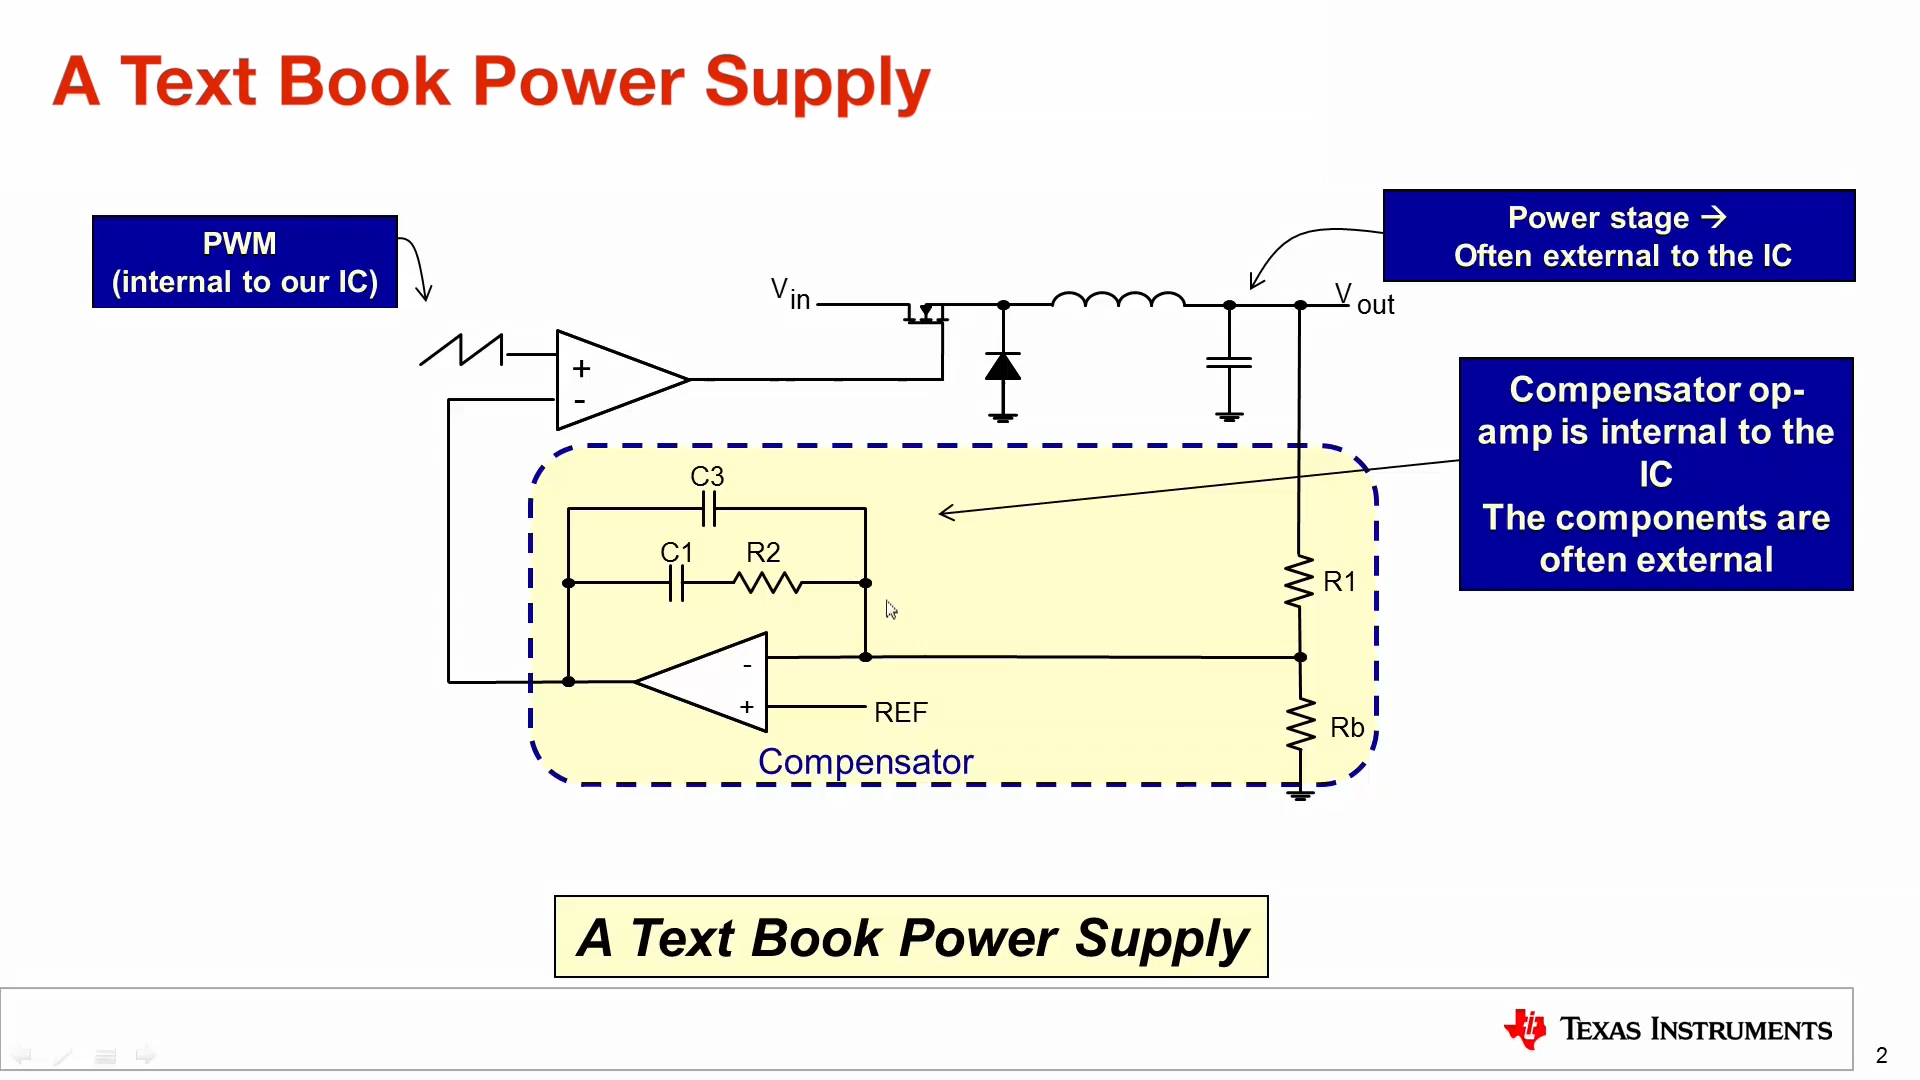 A Text Book Power Supply
PWM
(internal to our IC)
Power stage →
Often external to the IC
Vin
Vout
+
-
Compensator op-
amp is internal to the
IC
The components are
often external
C3
C1 R2
R1
-
+
REF
Rb
Compensator
A Text Book Power Supply
TEXAS INSTRUMENTS
2